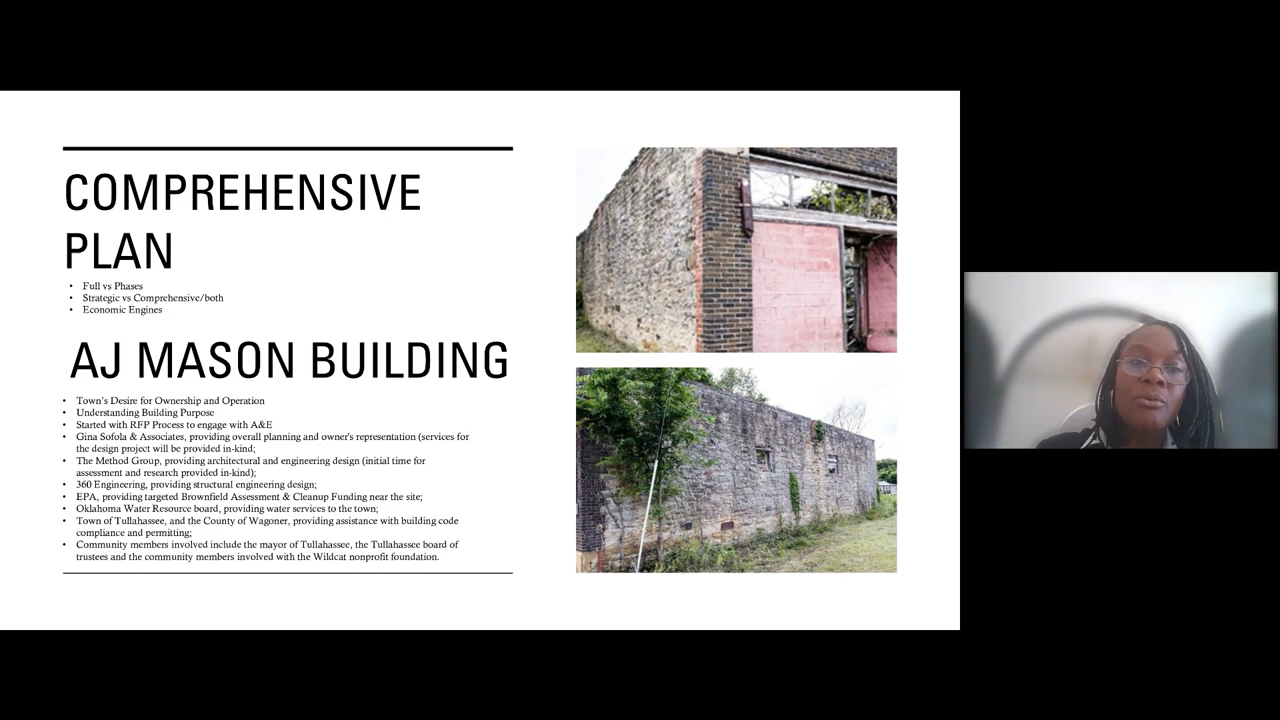 COMPREHENSIVE
PLAN
• Full vs Phases
• Strategic vs Comprehensive/both
• Economic Engines
AJ MASON BUILDING
• Town's Desire for Ownership and Operation
• Understanding Building Purpose
• Started with RFP Process to engage with A&E
• Gina Sofola & Associates, providing overall planning and owner's representation (services for
the design project will be provided in-kind;
• The Method Group, providing architectural and engineering design (initial time for
assessment and research provided in-kind);
• 360 Engineering, providing structural engineering design;
• EPA, providing targeted Brownfield Assessment & Cleanup Funding near the site;
• Oklahoma Water Resource board, providing water services to the town;
• Town of Tullahassee, and the County of Wagoner, providing assistance with building code
compliance and permitting;
• Community members involved include the mayor of Tullahassee, the Tullahassee board of
trustees and the community members involved with the Wildcat nonprofit foundation.